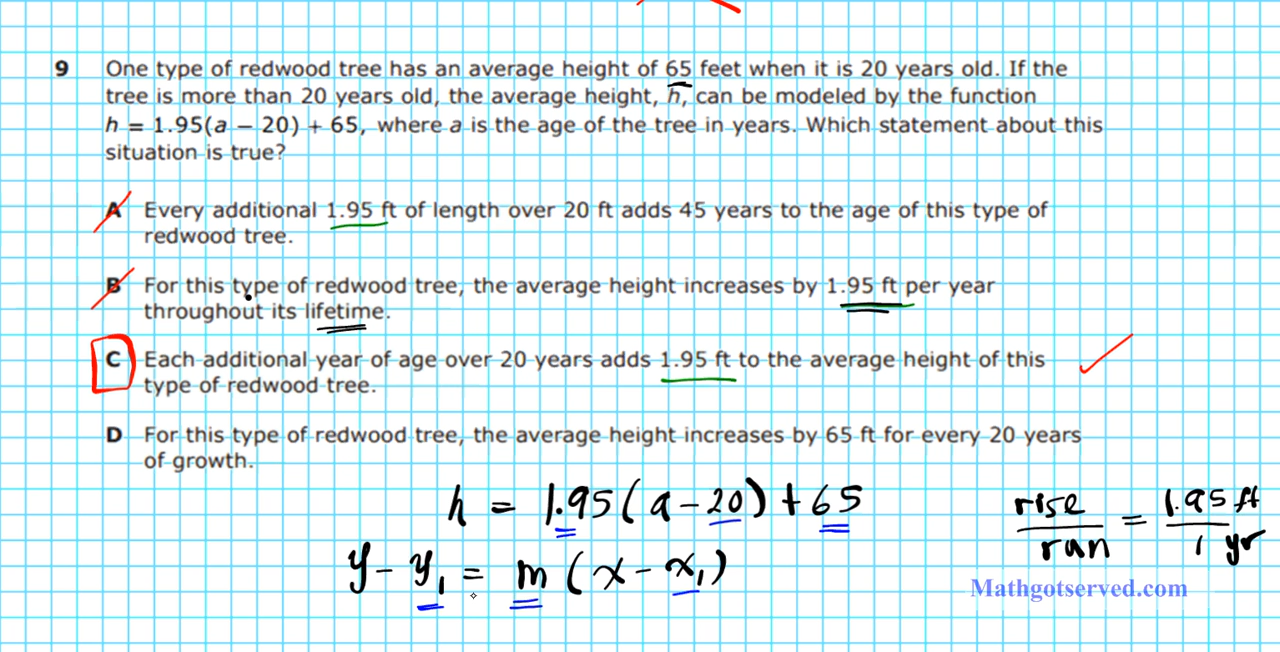 9 One type of redwood tree has an average height of 65 feet when it is 20 years old. If the
tree is more than 20 years old, the average height, h, can be modeled by the function
h = 1.95(a − 20) + 65, where a is the age of the tree in years. Which statement about this
situation is true?
A Every additional 1.95 ft of length over 20 ft adds 45 years to the age of this type of
redwood tree.
B For this type of redwood tree, the average height increases by 1.95 ft per year
throughout its lifetime.
C Each additional year of age over 20 years adds 1.95 ft to the average height of this
type of redwood tree.
D For this type of redwood tree, the average height increases by 65 ft for every 20 years
of growth.
h = 1.95(a − 20) + 65
y − y₁ = m(x − x₁)
rise/run = 1.95 ft/1 yr
Mathgotserved.com